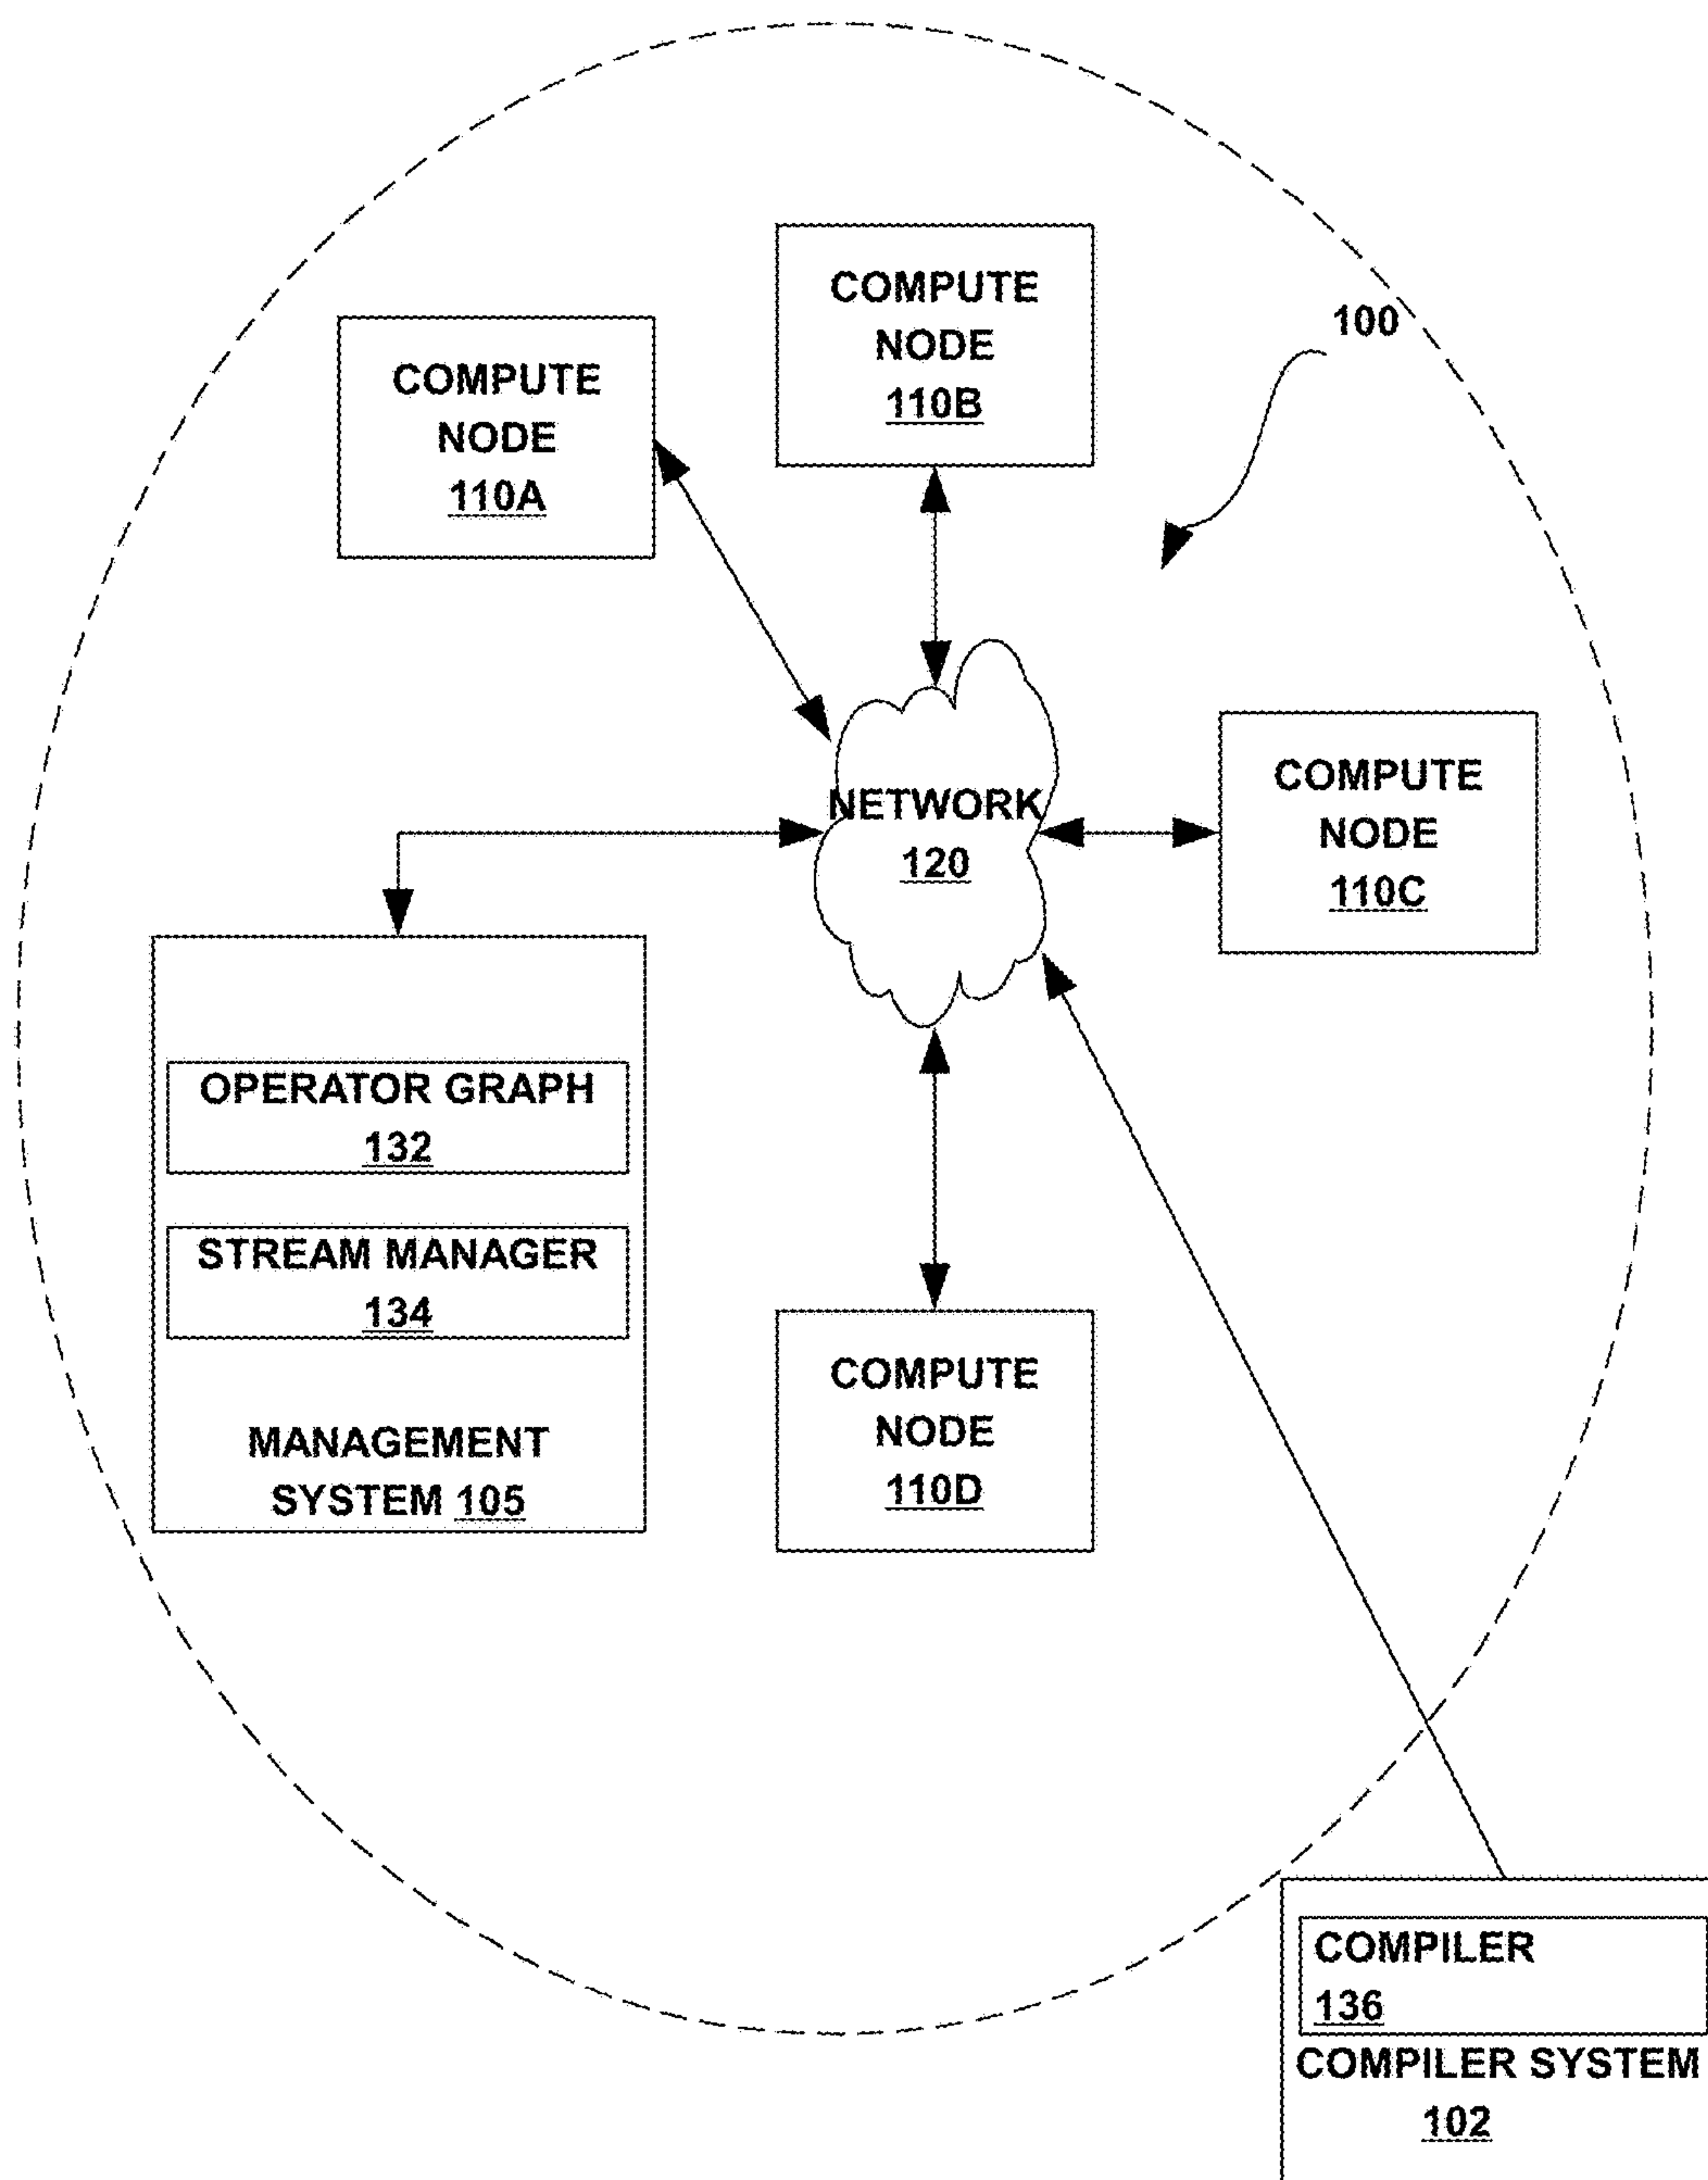 COMPUTE
NODE
110B
100
COMPUTE
NODE
110A
COMPUTE
NODE
110C
NETWORK
120
OPERATOR GRAPH
132
STREAM MANAGER
134
MANAGEMENT
SYSTEM 105
COMPUTE
NODE
110D
COMPILER
136
COMPILER SYSTEM
102